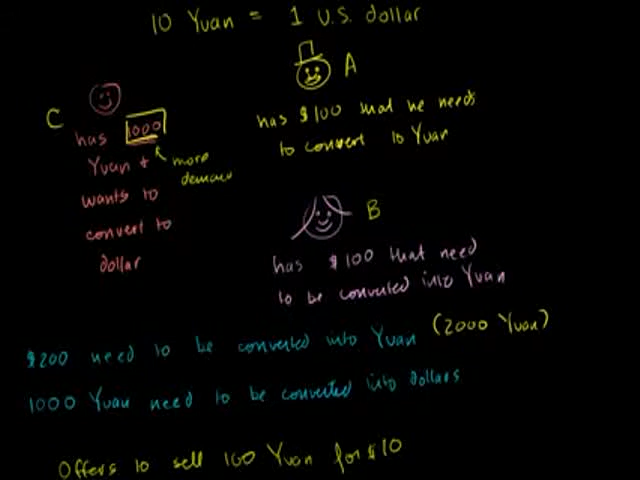 10 Yuan = 1 U.S. dollar
A
has $100 that he needs
to convert to Yuan
C
has 1000
Yuan +
wants to
convert to
dollar
more
demand
B
has $100 that need
to be converted into Yuan
$200 need to be converted into Yuan (2000 Yuan)
1000 Yuan need to be converted into dollars
Offers to sell 100 Yuan for $10